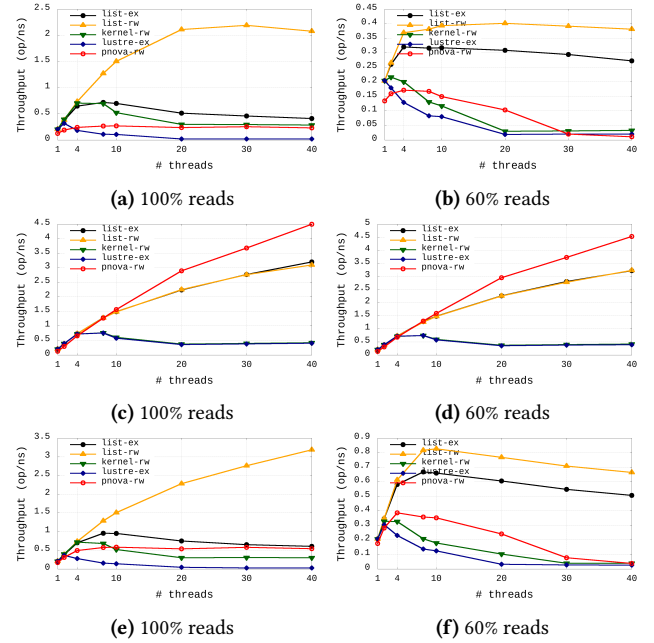 list-ex
list-rw
kernel-rw
lustre-ex
pnova-rw
Throughput (op/ns)
2.5
2
1.5
1
0.5
0
1 4 10 20 30 40
# threads
(a) 100% reads
list-ex
list-rw
kernel-rw
lustre-ex
pnova-rw
Throughput (op/ns)
0.45
0.4
0.35
0.3
0.25
0.2
0.15
0.1
0.05
0
1 4 10 20 30 40
# threads
(b) 60% reads
list-ex
list-rw
kernel-rw
lustre-ex
pnova-rw
Throughput (op/ns)
4.5
4
3.5
3
2.5
2
1.5
1
0.5
0
1 4 10 20 30 40
# threads
(c) 100% reads
list-ex
list-rw
kernel-rw
lustre-ex
pnova-rw
Throughput (op/ns)
5
4.5
4
3.5
3
2.5
2
1.5
1
0.5
0
1 4 10 20 30 40
# threads
(d) 60% reads
list-ex
list-rw
kernel-rw
lustre-ex
pnova-rw
Throughput (op/ns)
3.5
3
2.5
2
1.5
1
0.5
0
1 4 10 20 30 40
# threads
(e) 100% reads
list-ex
list-rw
kernel-rw
lustre-ex
pnova-rw
Throughput (op/ns)
0.9
0.8
0.7
0.6
0.5
0.4
0.3
0.2
0.1
0
1 4 10 20 30 40
# threads
(f) 60% reads